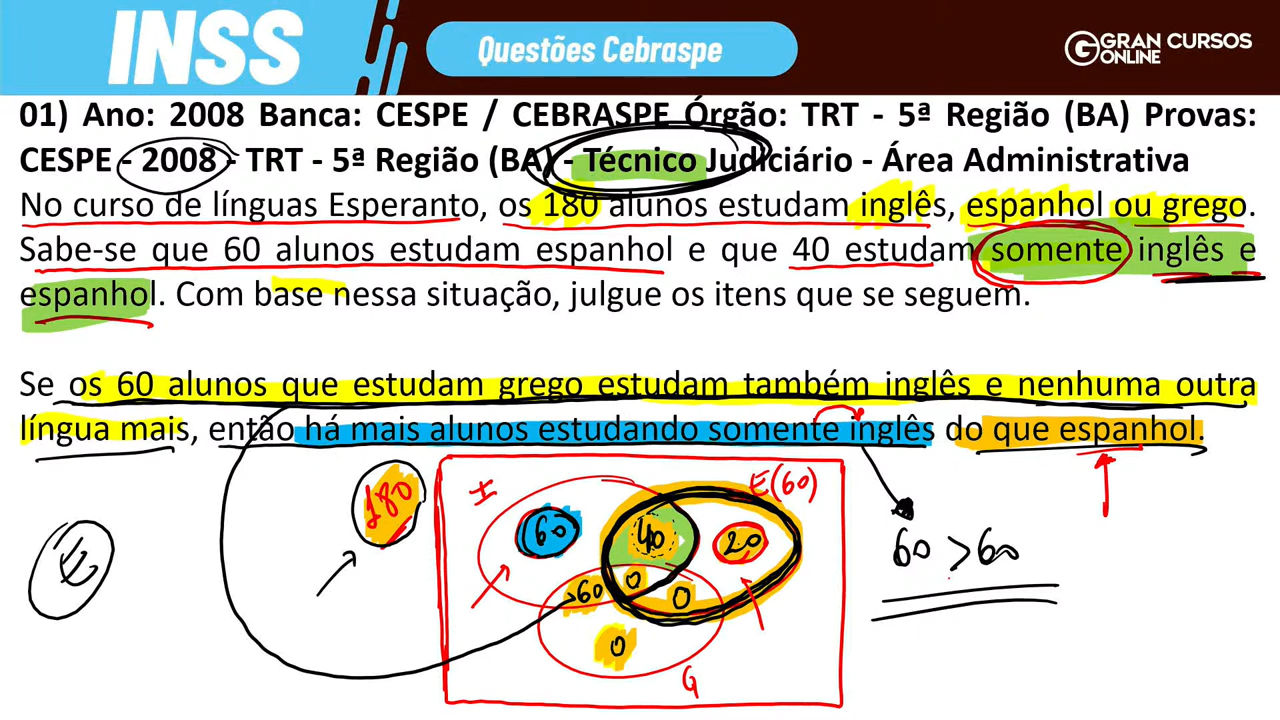 INSS
Questões Cebraspe
GRAN CURSOS
ONLINE
01) Ano: 2008 Banca: CESPE / CEBRASPE Órgão: TRT - 5ª Região (BA) Provas:
CESPE - 2008 - TRT - 5ª Região (BA) - Técnico Judiciário - Área Administrativa
No curso de línguas Esperanto, os 180 alunos estudam inglês, espanhol ou grego.
Sabe-se que 60 alunos estudam espanhol e que 40 estudam somente inglês e
espanhol. Com base nessa situação, julgue os itens que se seguem.
Se os 60 alunos que estudam grego estudam também inglês e nenhuma outra
língua mais, então há mais alunos estudando somente inglês do que espanhol.
180
I
E(60)
60
40
20
60 > 60
60
0
0
0
G
E